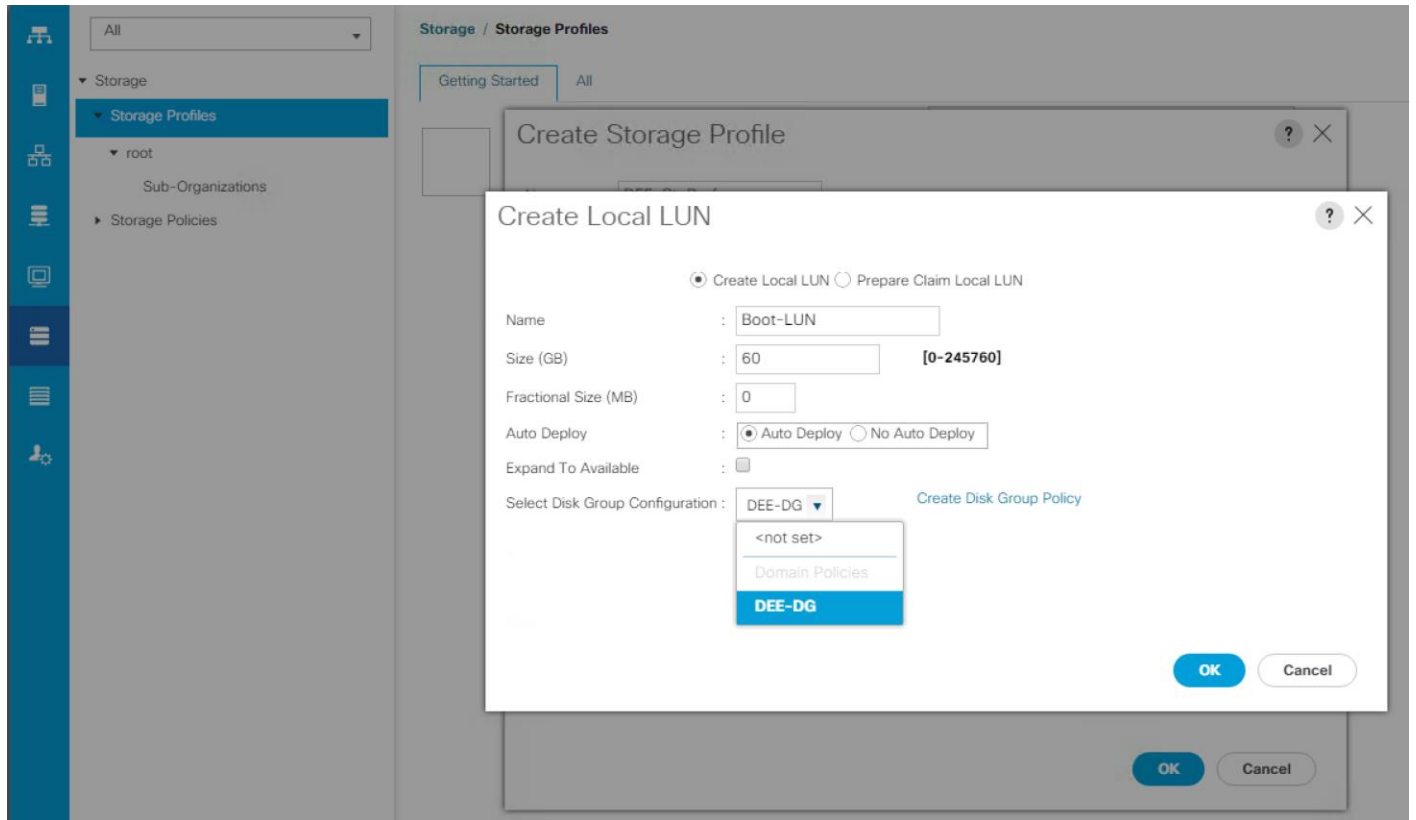 All
Storage
Storage Profiles
root
Sub-Organizations
Storage Policies
Storage / Storage Profiles
Getting Started All
Create Storage Profile ?
Create Local LUN ?
Create Local LUN Prepare Claim Local LUN
Name : Boot-LUN
Size (GB) : 60 [0-245760]
Fractional Size (MB) : 0
Auto Deploy : Auto Deploy No Auto Deploy
Expand To Available :
Select Disk Group Configuration : DEE-DG Create Disk Group Policy
<not set>
Domain Policies
DEE-DG
OK Cancel
OK Cancel